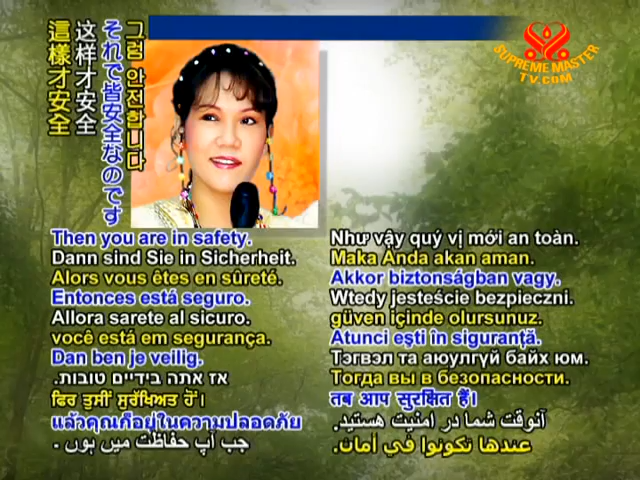 這樣才安全
这样才安全
それで皆安全なのです
그럼 안전합니다
SUPREME MASTER
TV.COM
Then you are in safety.
Dann sind Sie in Sicherheit.
Alors vous êtes en sûreté.
Entonces está seguro.
Allora sarete al sicuro.
você está em segurança.
Dan ben je veilig.
אז אתה בידיים טובות.
ਫਿਰ ਤੁਸੀਂ ਸੁਰੱਖਿਅਤ ਹੋਂ।
แล้วคุณก็อยู่ในความปลอดภัย
جب آپ حفاظت میں ہوں ۔
Như vậy quý vị mới an toàn.
Maka Anda akan aman.
Akkor biztonságban vagy.
Wtedy jesteście bezpieczni.
güven içinde olursunuz.
Atunci eşti în siguranţă.
Тэгвэл та аюулгүй байх юм.
Тогда вы в безопасности.
तब आप सुरक्षित हैं।
آنوقت شما در امنیت هستید.
عندها تكونوا في أمان.